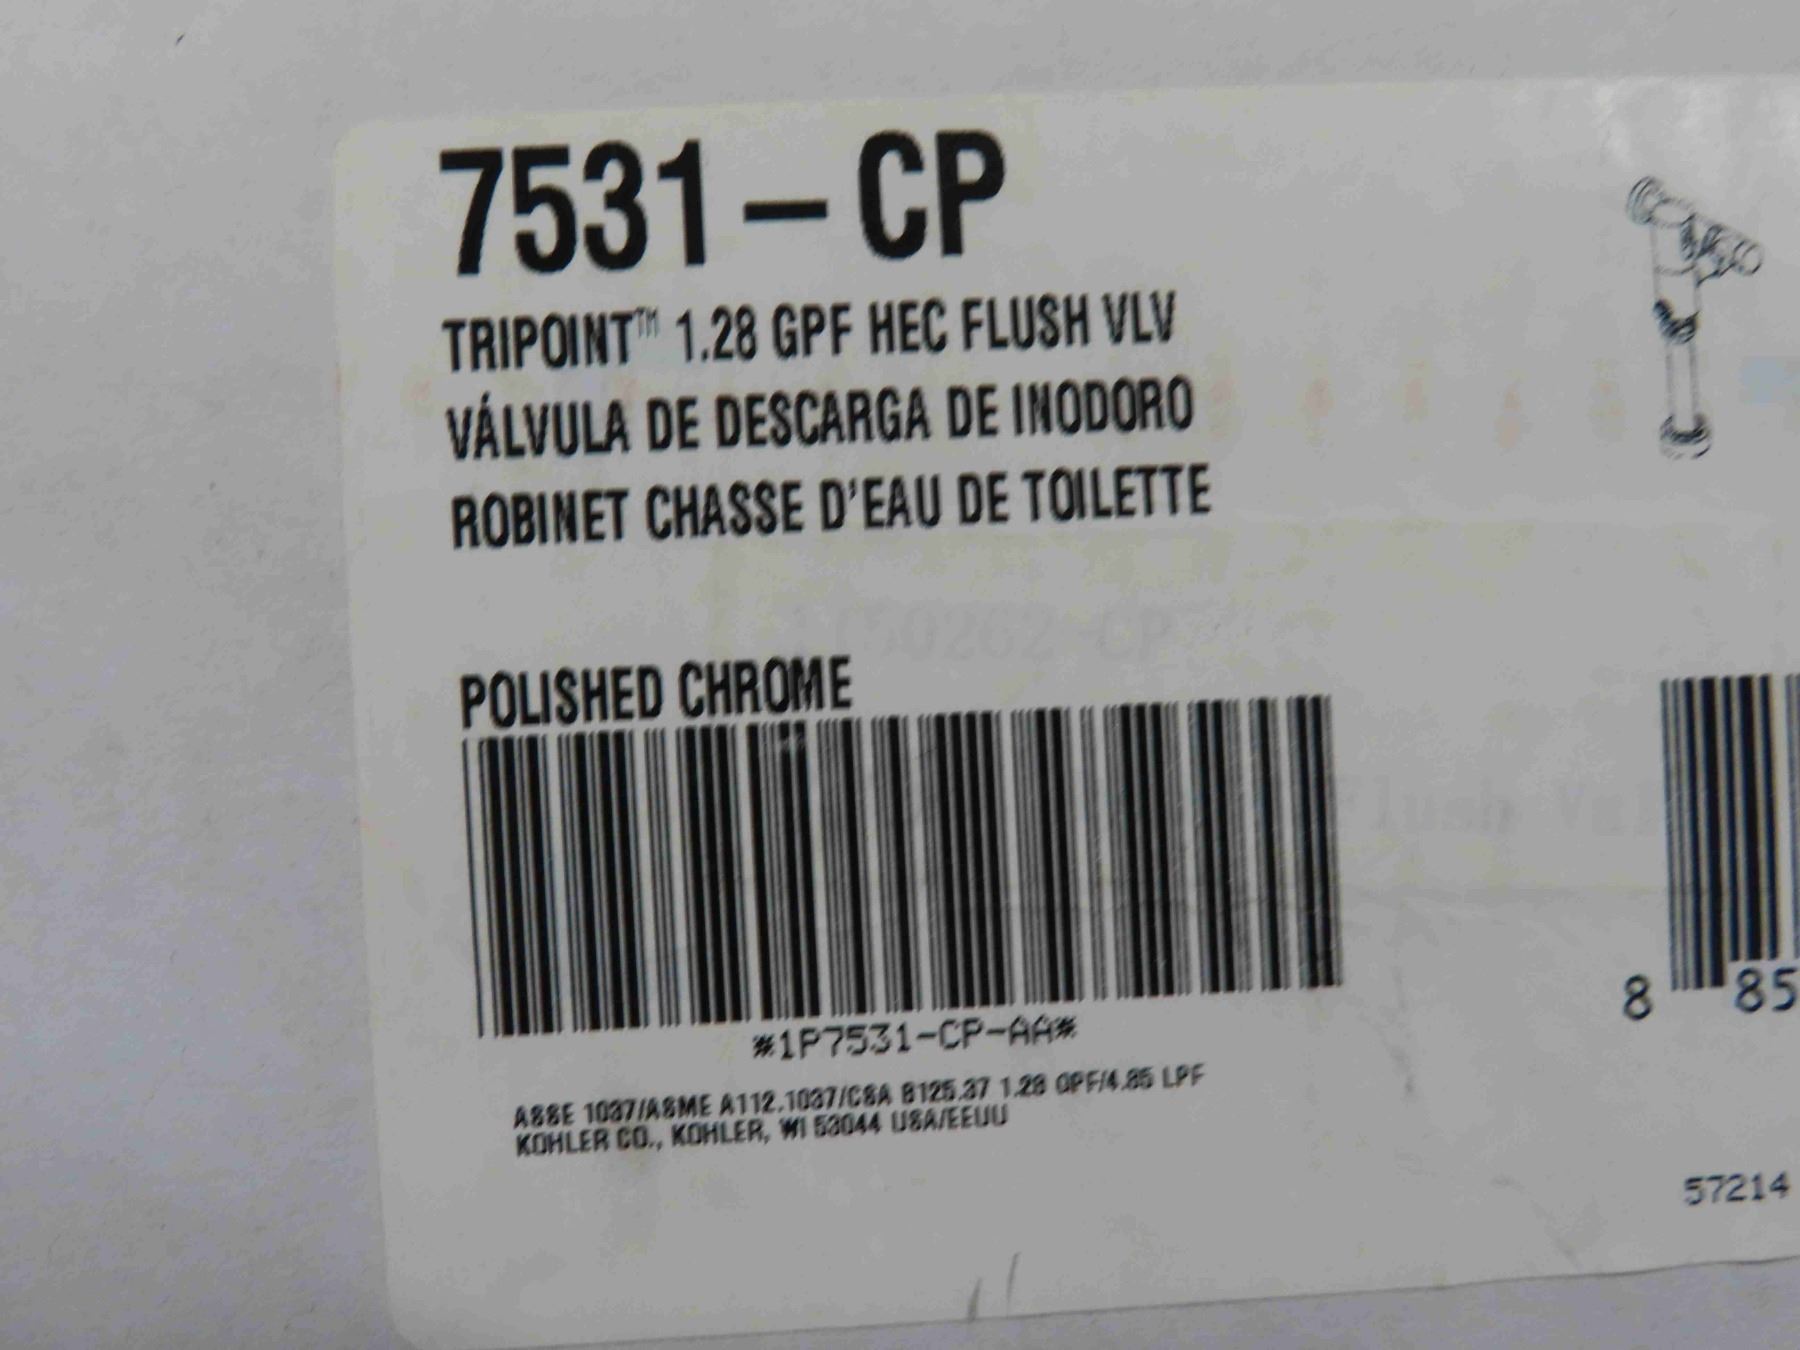 7531-CP
TRIPOINT™ 1.28 GPF HEC FLUSH VLV
VÁLVULA DE DESCARGA DE INODORO
ROBINET CHASSE D'EAU DE TOILETTE
POLISHED CHROME
*1P7531-CP-AA*
ASSE 1037/ASME A112.1037/CSA B125.37 1.28 GPF/4.85 LPF
KOHLER CO., KOHLER, WI 53044 USA/EEUU
8 85
57214
Flush